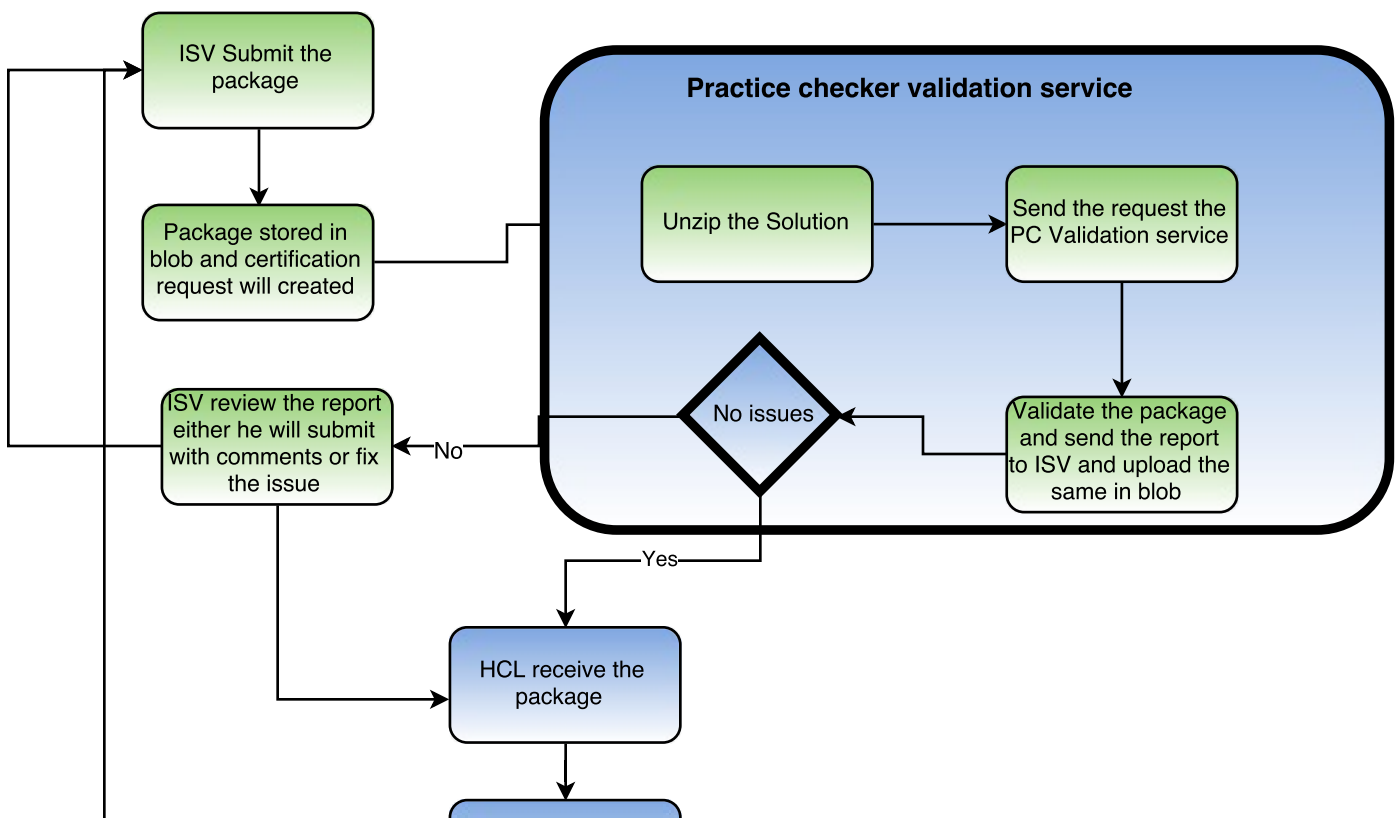 ISV Submit the
package
Practice checker validation service
Package stored in
blob and certification
request will created
Unzip the Solution
Send the request the
PC Validation service
ISV review the report
either he will submit
with comments or fix
the issue
No
No issues
Validate the package
and send the report
to ISV and upload the
same in blob
Yes
HCL receive the
package